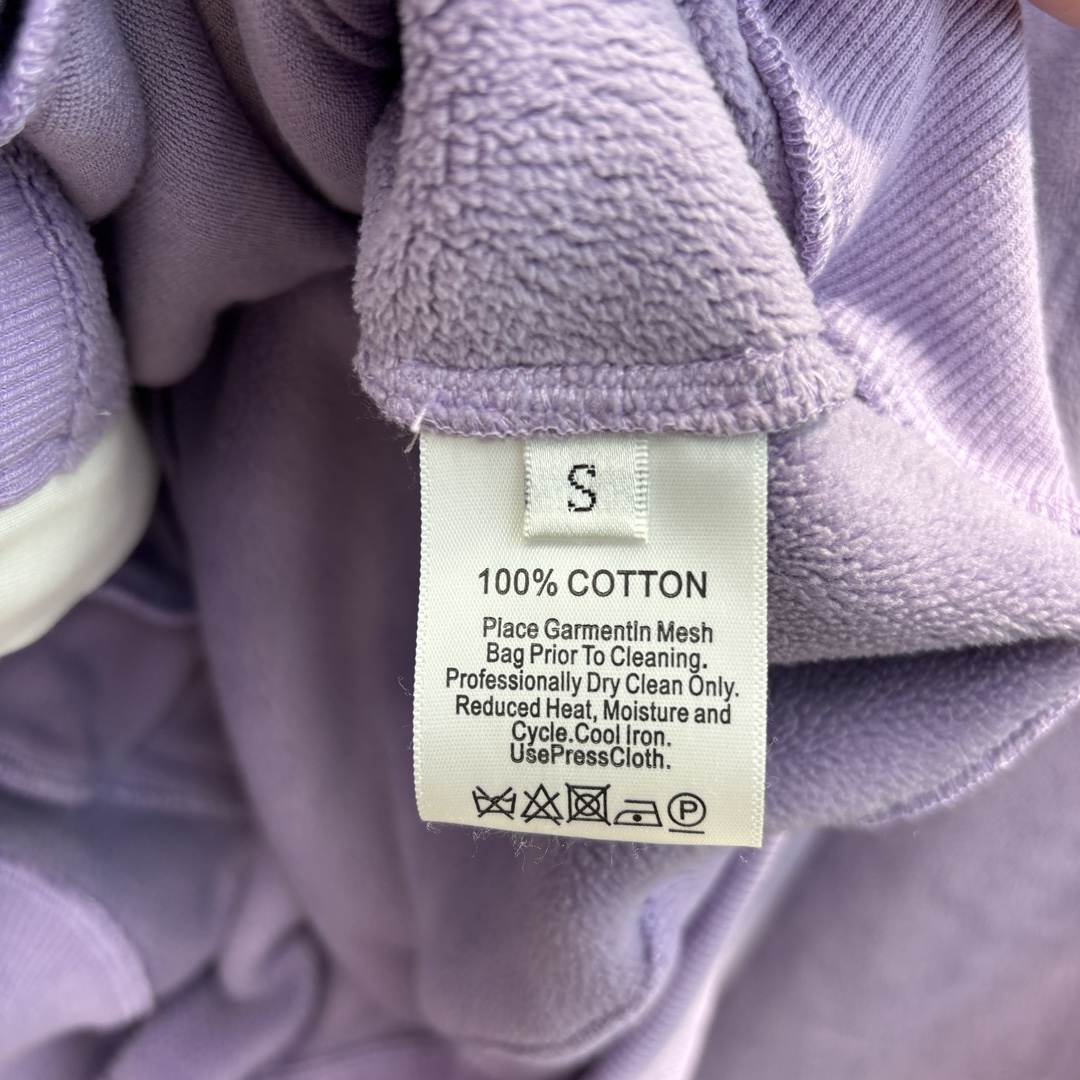 S
100% COTTON
Place GarmentIn Mesh
Bag Prior To Cleaning.
Professionally Dry Clean Only.
Reduced Heat, Moisture and
Cycle.Cool Iron.
UsePressCloth.
P